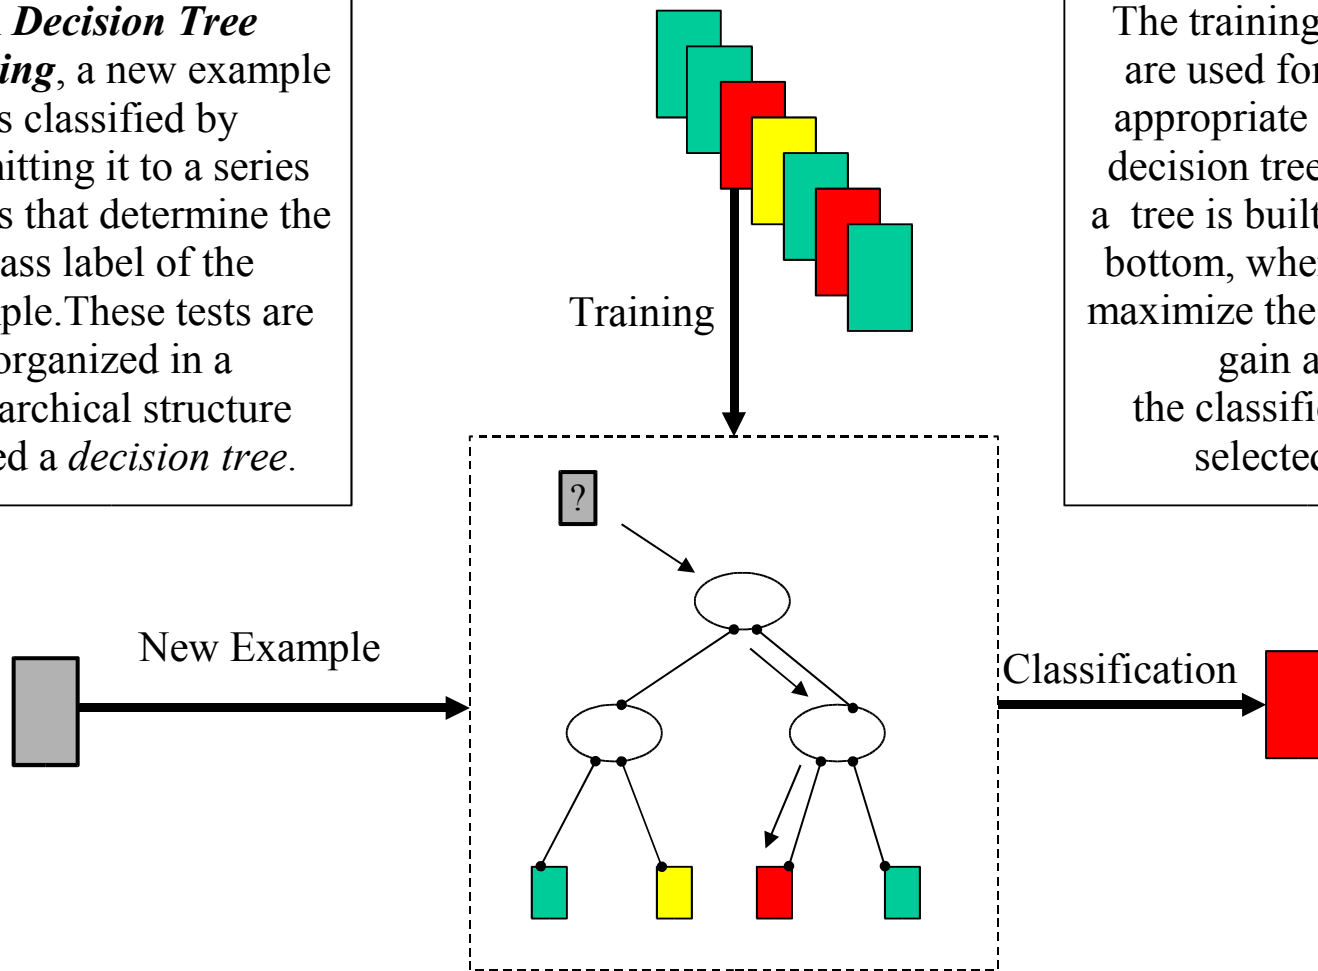 Decision Tree
ing, a new example
s classified by
itting it to a series
s that determine the
ass label of the
ple.These tests are
organized in a
archical structure
ed a decision tree.
Training
The training
are used for
appropriate
decision tree
a tree is built
bottom, whe
maximize the
gain a
the classifi
selected
?
New Example
Classification